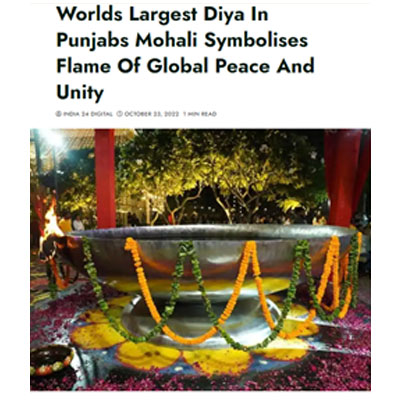 Worlds Largest Diya In
Punjabs Mohali Symbolises
Flame Of Global Peace And
Unity
INDIA 24 DIGITAL OCTOBER 23, 2022 1 MIN READ